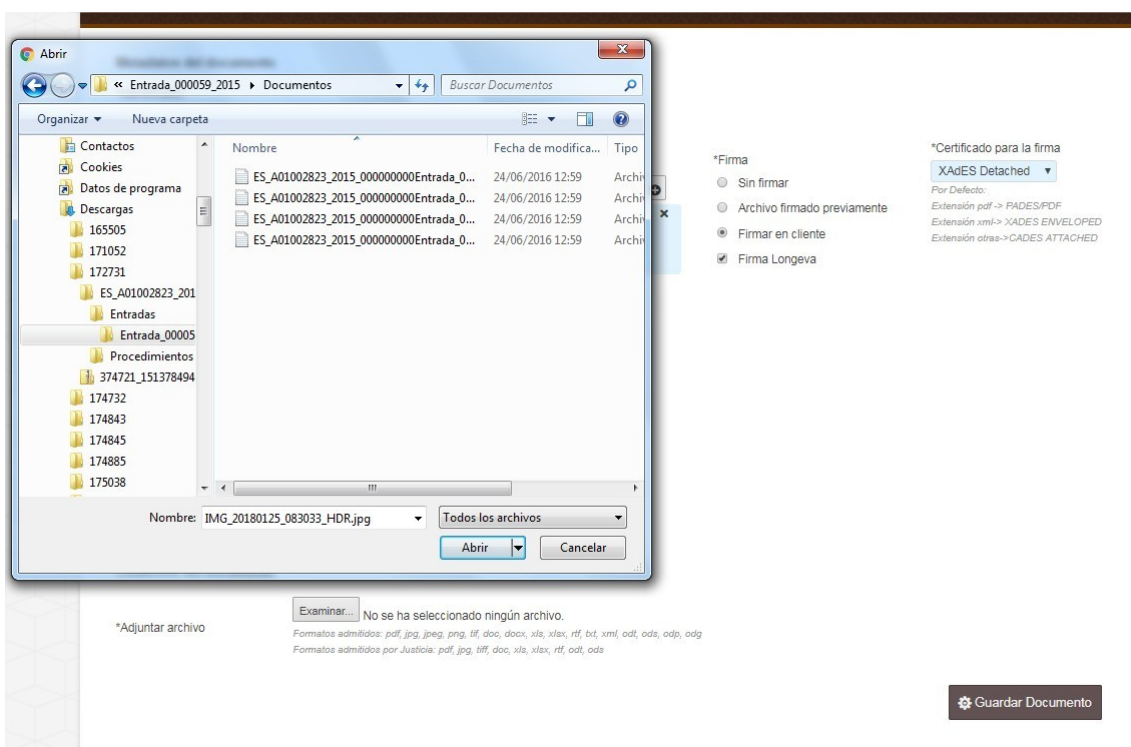 Abrir
« Entrada_000059_2015 ▸ Documentos
Buscar Documentos
Organizar
Nueva carpeta
Contactos
Cookies
Datos de programa
Descargas
165505
171052
172731
ES_A01002823_201
Entradas
Entrada_00005
Procedimientos
374721_151378494
174732
174843
174845
174885
175038
Nombre
Fecha de modifica...
Tipo
ES_A01002823_2015_000000000Entrada_0...
24/06/2016 12:59
Archiv
ES_A01002823_2015_000000000Entrada_0...
24/06/2016 12:59
Archiv
ES_A01002823_2015_000000000Entrada_0...
24/06/2016 12:59
Archiv
ES_A01002823_2015_000000000Entrada_0...
24/06/2016 12:59
Archiv
Nombre:
IMG_20180125_083033_HDR.jpg
Todos los archivos
Abrir
Cancelar
*Firma
Sin firmar
Archivo firmado previamente
Firmar en cliente
Firma Longeva
*Certificado para la firma
XAdES Detached
Por Defecto:
Extensión pdf -> PADES/PDF
Extensión xml-> XADES ENVELOPED
Extensión otras->CADES ATTACHED
*Adjuntar archivo
Examinar...
No se ha seleccionado ningún archivo.
Formatos admitidos: pdf, jpg, jpeg, png, tif, doc, docx, xls, xlsx, rtf, txt, xml, odt, ods, odp, odg
Formatos admitidos por Justicia: pdf, jpg, tiff, doc, xls, xlsx, rtf, odt, ods
Guardar Documento